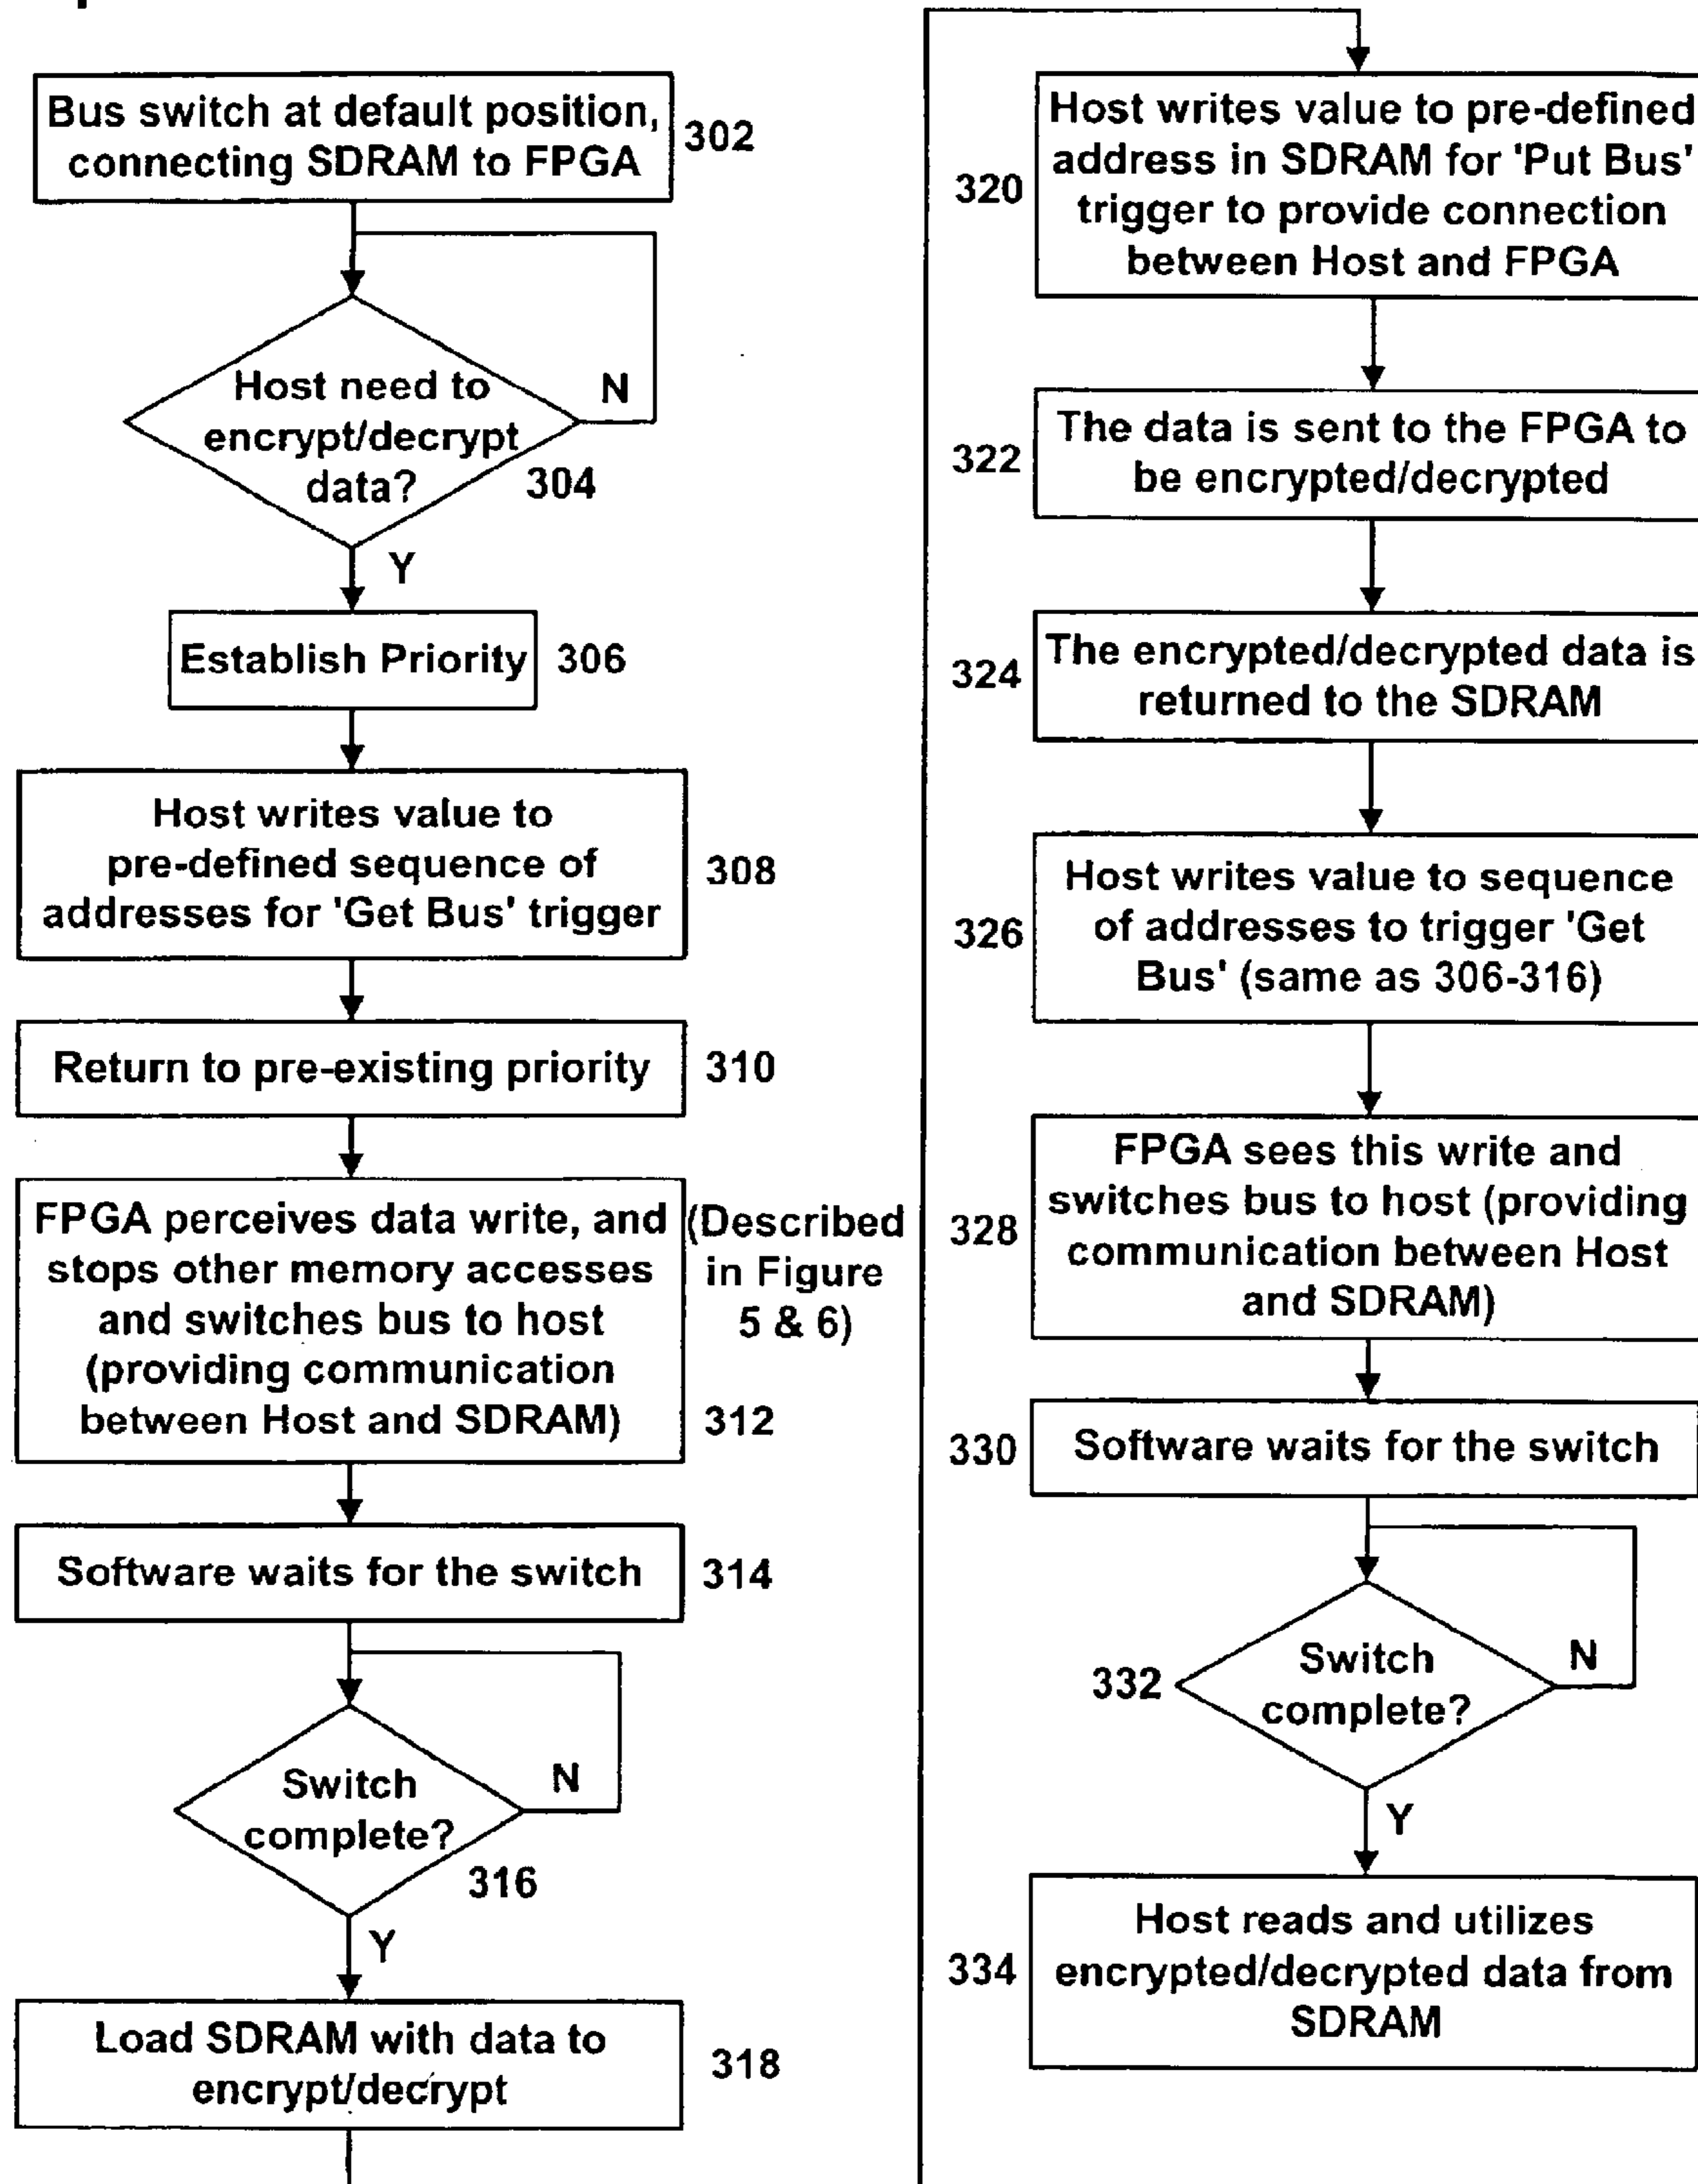 Bus switch at default position,
connecting SDRAM to FPGA
302
Host need to
encrypt/decrypt
data?
304
N
Y
Establish Priority
306
Host writes value to
pre-defined sequence of
addresses for 'Get Bus' trigger
308
Return to pre-existing priority
310
FPGA perceives data write, and
stops other memory accesses
and switches bus to host
(providing communication
between Host and SDRAM)
(Described
in Figure
5 & 6)
312
Software waits for the switch
314
Switch
complete?
316
N
Y
Load SDRAM with data to
encrypt/decrypt
318
Host writes value to pre-defined
address in SDRAM for 'Put Bus'
trigger to provide connection
between Host and FPGA
320
The data is sent to the FPGA to
be encrypted/decrypted
322
The encrypted/decrypted data is
returned to the SDRAM
324
Host writes value to sequence
of addresses to trigger 'Get
Bus' (same as 306-316)
326
FPGA sees this write and
switches bus to host (providing
communication between Host
and SDRAM)
328
Software waits for the switch
330
Switch
complete?
332
N
Y
Host reads and utilizes
encrypted/decrypted data from
SDRAM
334